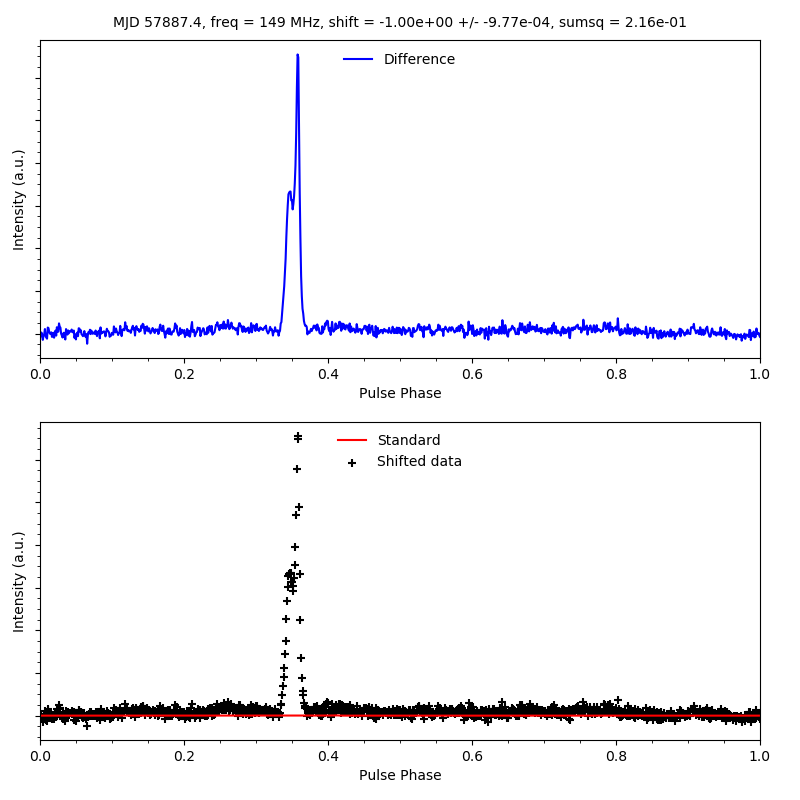 MJD 57887.4, freq = 149 MHz, shift = -1.00e+00 +/- -9.77e-04, sumsq = 2.16e-01
Difference
Intensity (a.u.)
0.0 0.2 0.4 0.6 0.8 1.0
Pulse Phase
Standard
Shifted data
Intensity (a.u.)
0.0 0.2 0.4 0.6 0.8 1.0
Pulse Phase